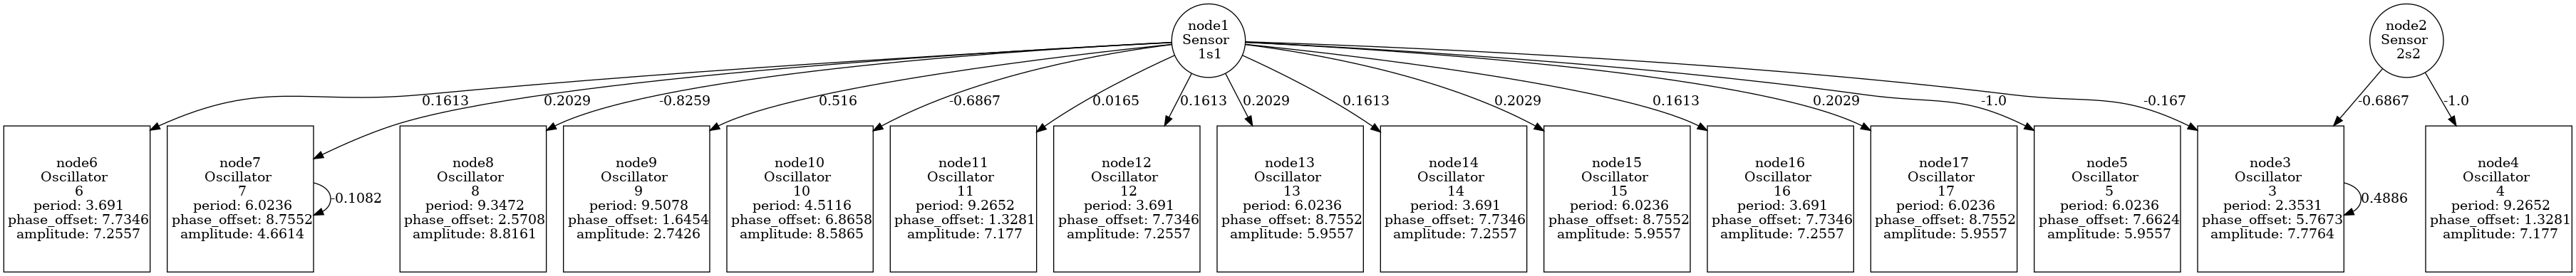 node1
Sensor
1s1
node2
Sensor
2s2
0.1613
0.2029
-0.8259
0.516
-0.6867
0.0165
0.1613
0.2029
0.1613
0.2029
0.1613
0.2029
-1.0
-0.167
-0.6867
-1.0
node6
Oscillator
6
period: 3.691
phase_offset: 7.7346
amplitude: 7.2557
node7
Oscillator
7
period: 6.0236
phase_offset: 8.7552
amplitude: 4.6614
-0.1082
node8
Oscillator
8
period: 9.3472
phase_offset: 2.5708
amplitude: 8.8161
node9
Oscillator
9
period: 9.5078
phase_offset: 1.6454
amplitude: 2.7426
node10
Oscillator
10
period: 4.5116
phase_offset: 6.8658
amplitude: 8.5865
node11
Oscillator
11
period: 9.2652
phase_offset: 1.3281
amplitude: 7.177
node12
Oscillator
12
period: 3.691
phase_offset: 7.7346
amplitude: 7.2557
node13
Oscillator
13
period: 6.0236
phase_offset: 8.7552
amplitude: 5.9557
node14
Oscillator
14
period: 3.691
phase_offset: 7.7346
amplitude: 7.2557
node15
Oscillator
15
period: 6.0236
phase_offset: 8.7552
amplitude: 5.9557
node16
Oscillator
16
period: 3.691
phase_offset: 7.7346
amplitude: 7.2557
node17
Oscillator
17
period: 6.0236
phase_offset: 8.7552
amplitude: 5.9557
node5
Oscillator
5
period: 6.0236
phase_offset: 7.6624
amplitude: 5.9557
node3
Oscillator
3
period: 2.3531
phase_offset: 5.7673
amplitude: 7.7764
0.4886
node4
Oscillator
4
period: 9.2652
phase_offset: 1.3281
amplitude: 7.177